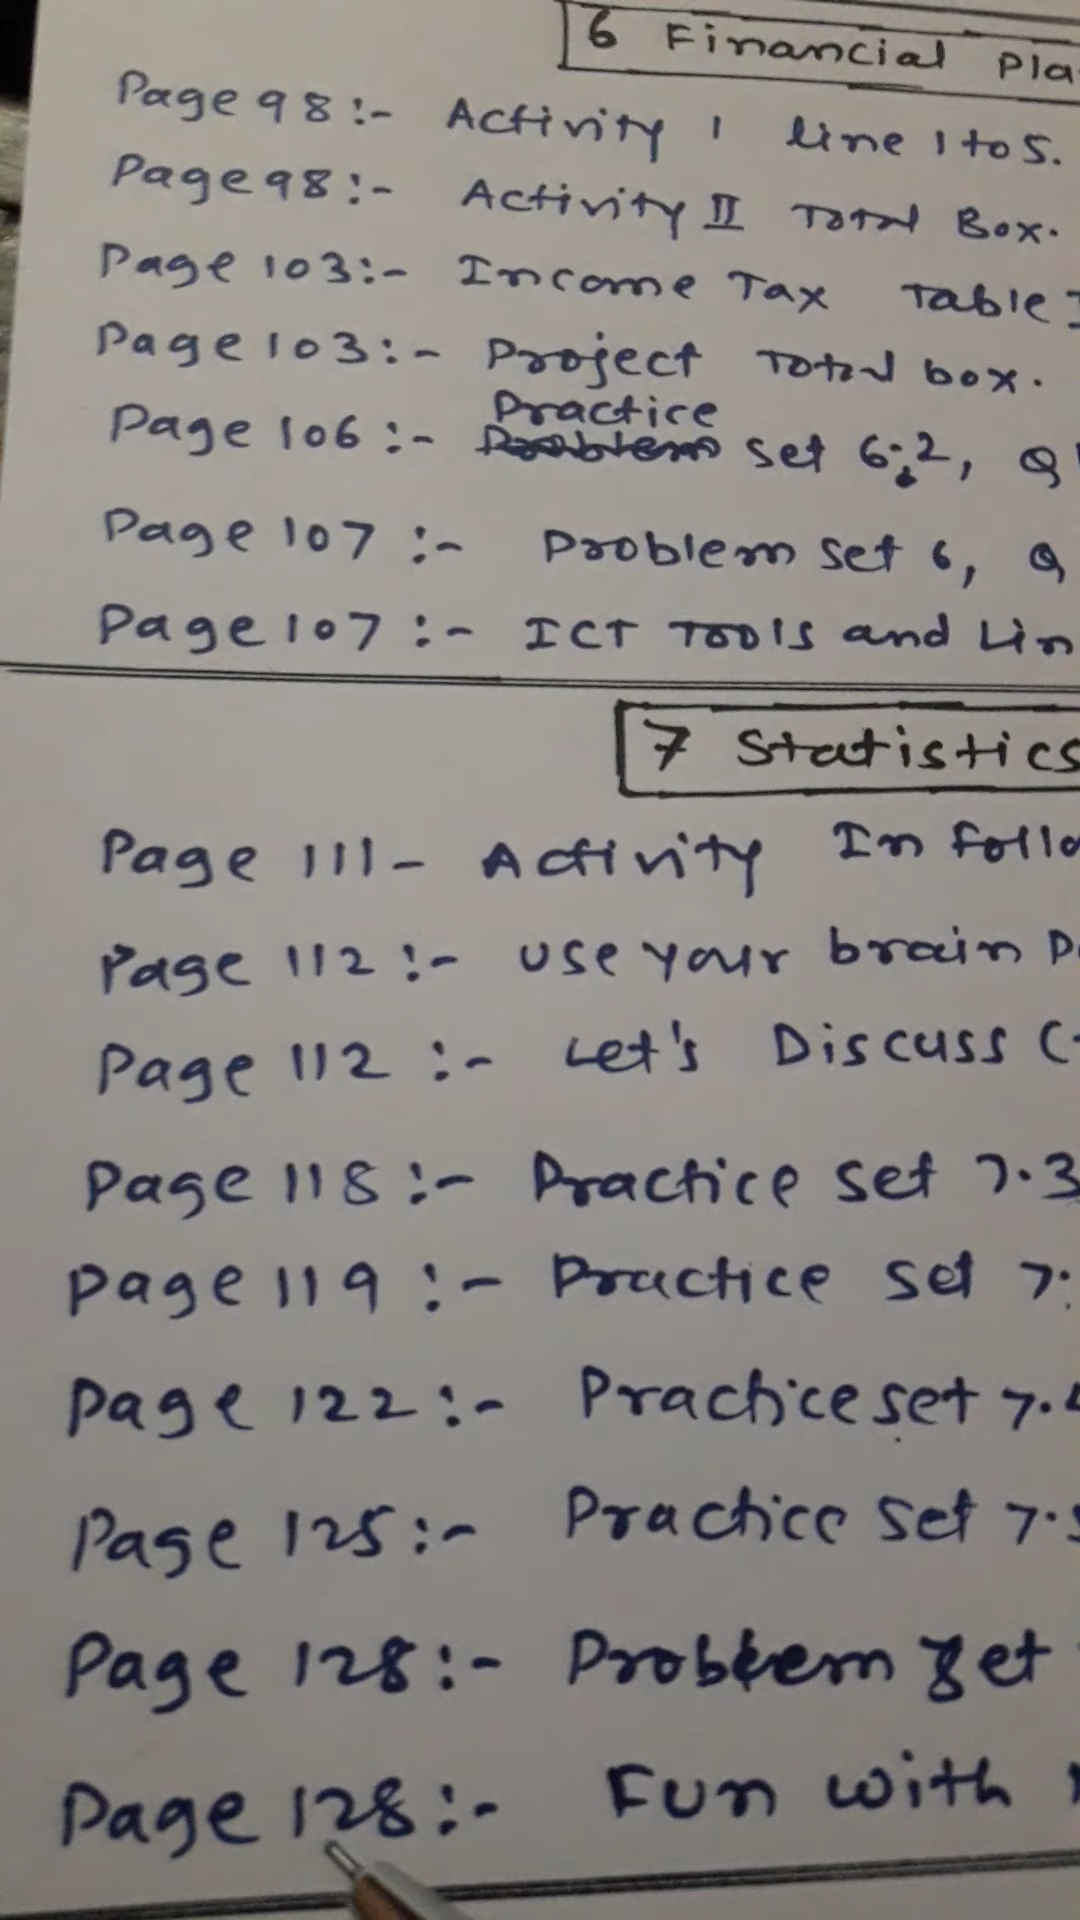 6 Financial Pla
Page 98:- Activity 1 line 1 to 5.
Page 98:- Activity II Total Box.
Page 103:- Income Tax Table
Page 103:- Project Total box.
Practice
Page 106:- Problem set 6.2, Q
Page 107:- Problem set 6, Q
Page 107:- ICT Tools and Lin
7 Statistics
Page 111- Activity In follo
Page 112:- use your brain P
Page 112:- Let's Discuss (
Page 118:- Practice set 7.3
Page 119:- Practice set 7.
Page 122:- Practice set 7.4
Page 125:- Practice set 7.5
Page 128:- Problem set
Page 128:- Fun with